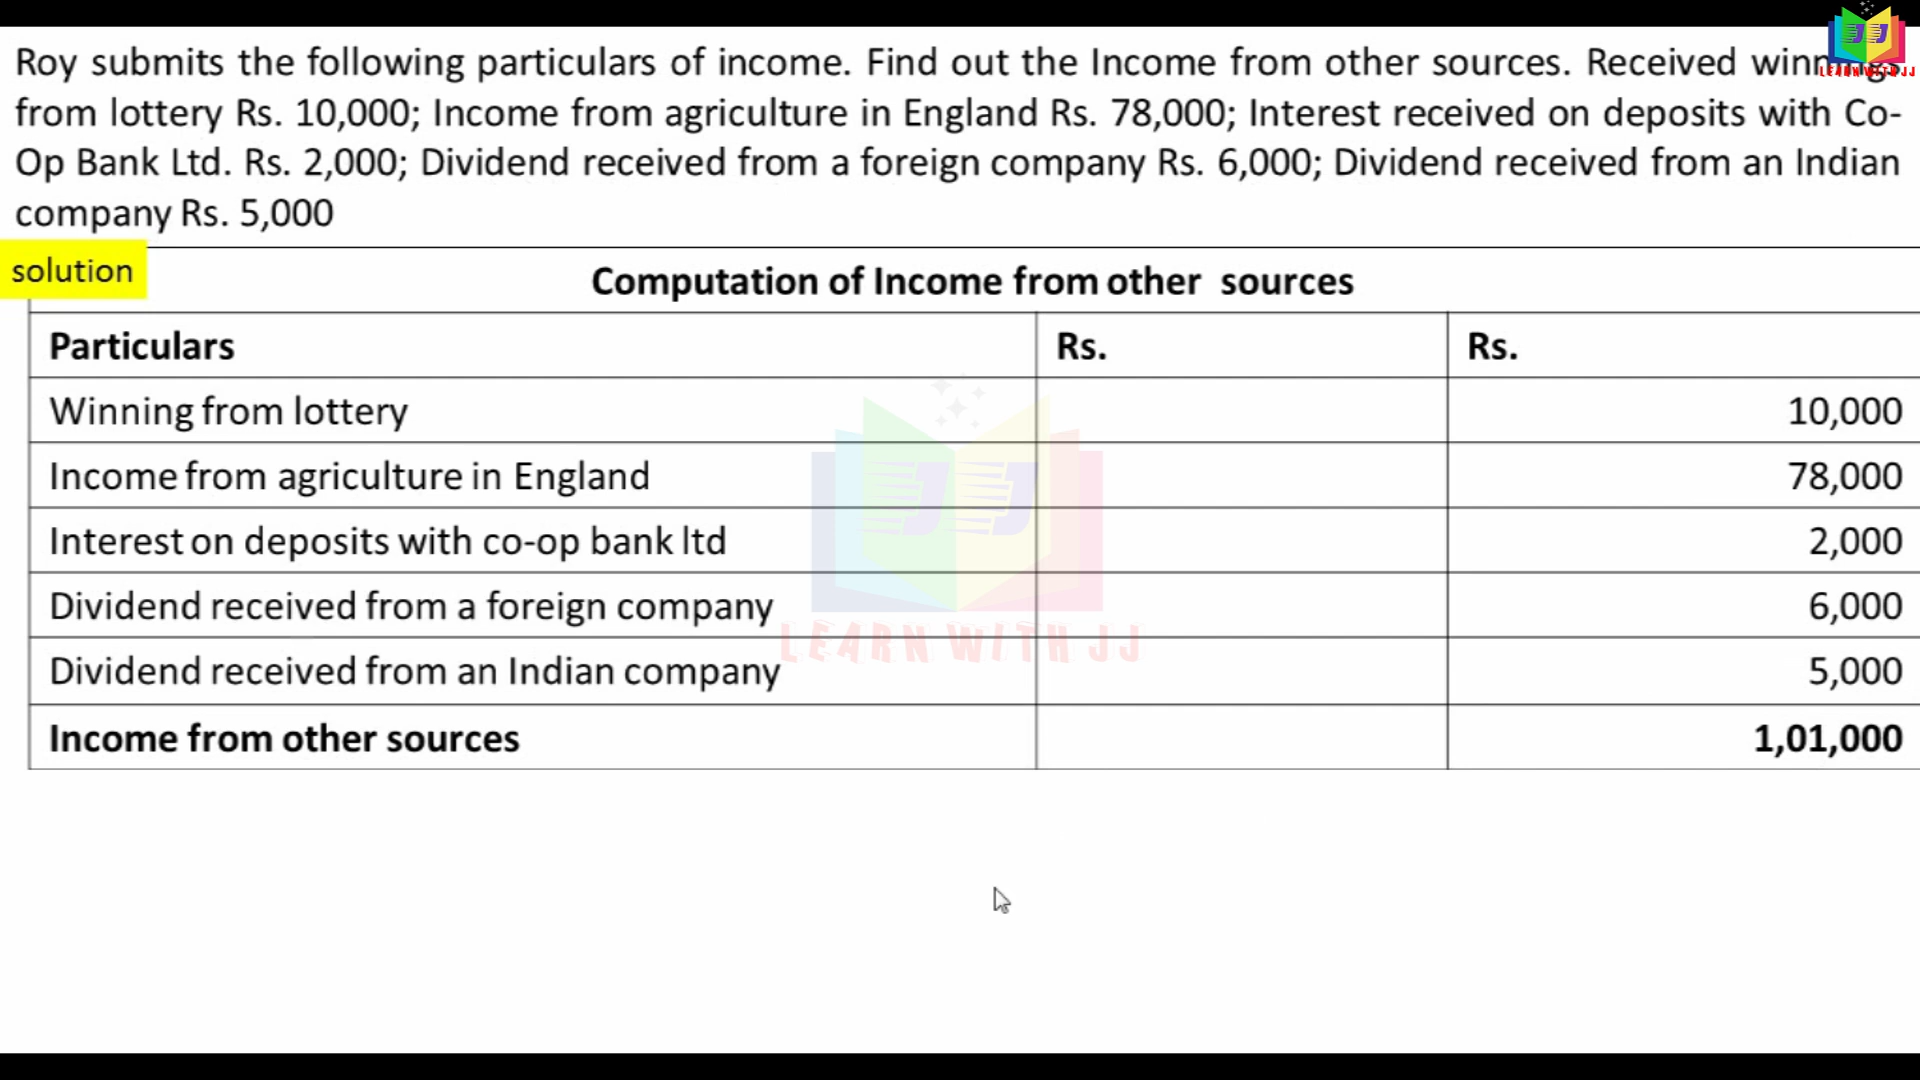 Roy submits the following particulars of income. Find out the Income from other sources. Received winnings
from lottery Rs. 10,000; Income from agriculture in England Rs. 78,000; Interest received on deposits with Co-
Op Bank Ltd. Rs. 2,000; Dividend received from a foreign company Rs. 6,000; Dividend received from an Indian
company Rs. 5,000
solution
Computation of Income from other sources
Particulars Rs. Rs.
Winning from lottery 10,000
Income from agriculture in England 78,000
Interest on deposits with co-op bank ltd 2,000
Dividend received from a foreign company 6,000
Dividend received from an Indian company 5,000
Income from other sources 1,01,000
JJ
LEARN WITH JJ
JJ
LEARN WITH JJ